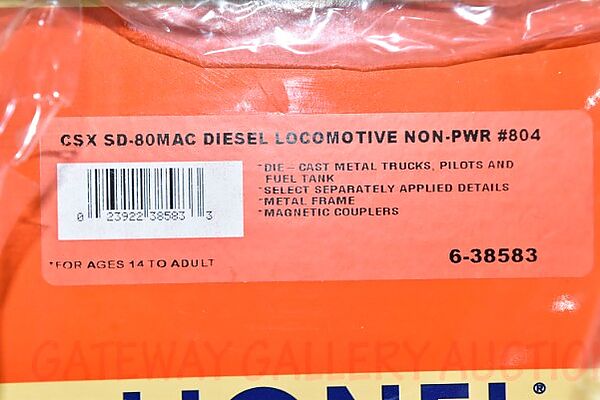 CSX SD-80MAC DIESEL LOCOMOTIVE NON-PWR #804
*DIE-CAST METAL TRUCKS, PILOTS AND
FUEL TANK
*SELECT SEPARATELY APPLIED DETAILS
*METAL FRAME
*MAGNETIC COUPLERS
0 23922 38583 3
*FOR AGES 14 TO ADULT
6-38583
GATEWAY GALLERY AUCTION
LIONEL